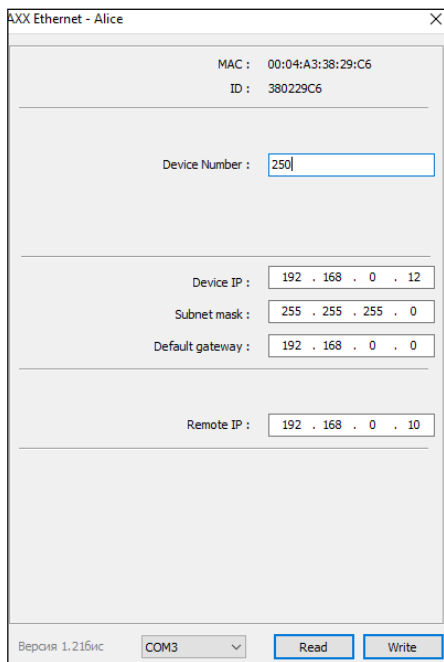 AXX Ethernet - Alice
MAC : 00:04:A3:38:29:C6
ID : 380229C6
Device Number : 250
Device IP : 192 . 168 . 0 . 12
Subnet mask : 255 . 255 . 255 . 0
Default gateway : 192 . 168 . 0 . 0
Remote IP : 192 . 168 . 0 . 10
Версия 1.21бис COM3 Read Write